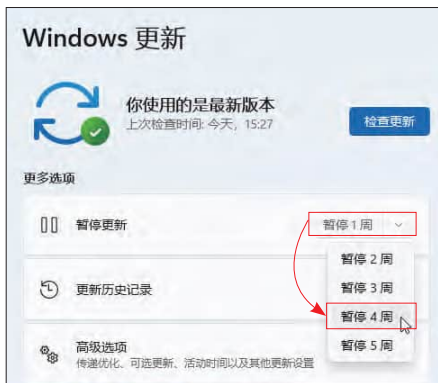 Windows 更新
你使用的是最新版本
上次检查时间: 今天，15:27
检查更新
更多选项
暂停更新
暂停 1 周
暂停 2 周
更新历史记录
暂停 3 周
暂停 4 周
高级选项
暂停 5 周
传递优化、可选更新、活动时间以及其他更新设置